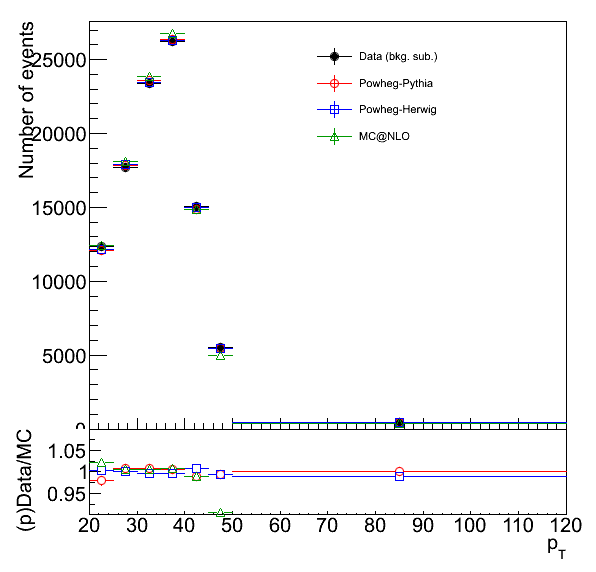 Number of events
25000
20000
15000
10000
5000
0
Data (bkg. sub.)
Powheg-Pythia
Powheg-Herwig
MC@NLO
(p)Data/MC
1.05
1
0.95
20 30 40 50 60 70 80 90 100 110 120
pT